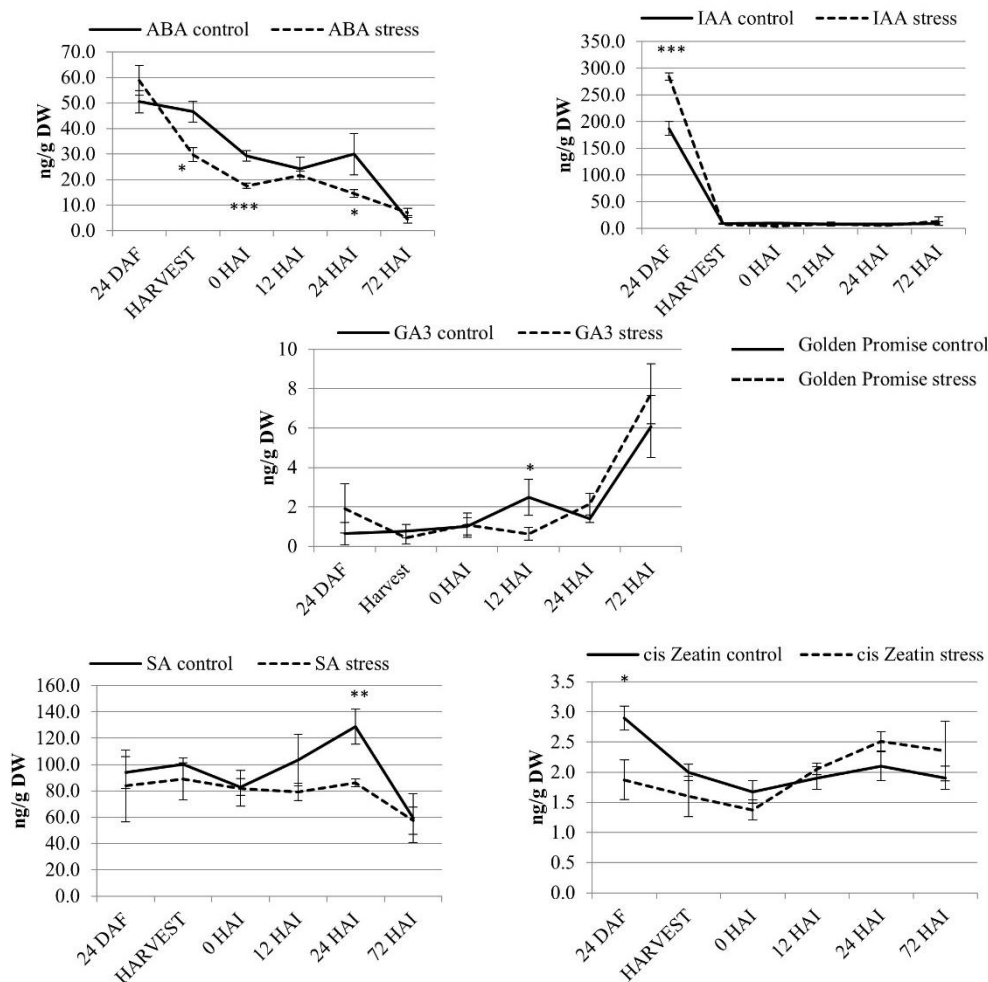 ABA control ABA stress
70.0
60.0
50.0
40.0
30.0
20.0
10.0
0.0
ng/g DW
*
***
*
24 DAF HARVEST 0 HAI 12 HAI 24 HAI 72 HAI
IAA control IAA stress
350.0
300.0
250.0
200.0
150.0
100.0
50.0
0.0
ng/g DW
***
24 DAF HARVEST 0 HAI 12 HAI 24 HAI 72 HAI
GA3 control GA3 stress
10
8
6
4
2
0
ng/g DW
*
24 DAF Harvest 0 HAI 12 HAI 24 HAI 72 HAI
Golden Promise control
Golden Promise stress
SA control SA stress
160.0
140.0
120.0
100.0
80.0
60.0
40.0
20.0
0.0
ng/g DW
**
24 DAF HARVEST 0 HAI 12 HAI 24 HAI 72 HAI
cis Zeatin control cis Zeatin stress
3.5
3.0
2.5
2.0
1.5
1.0
0.5
0.0
ng/g DW
*
24 DAF HARVEST 0 HAI 12 HAI 24 HAI 72 HAI